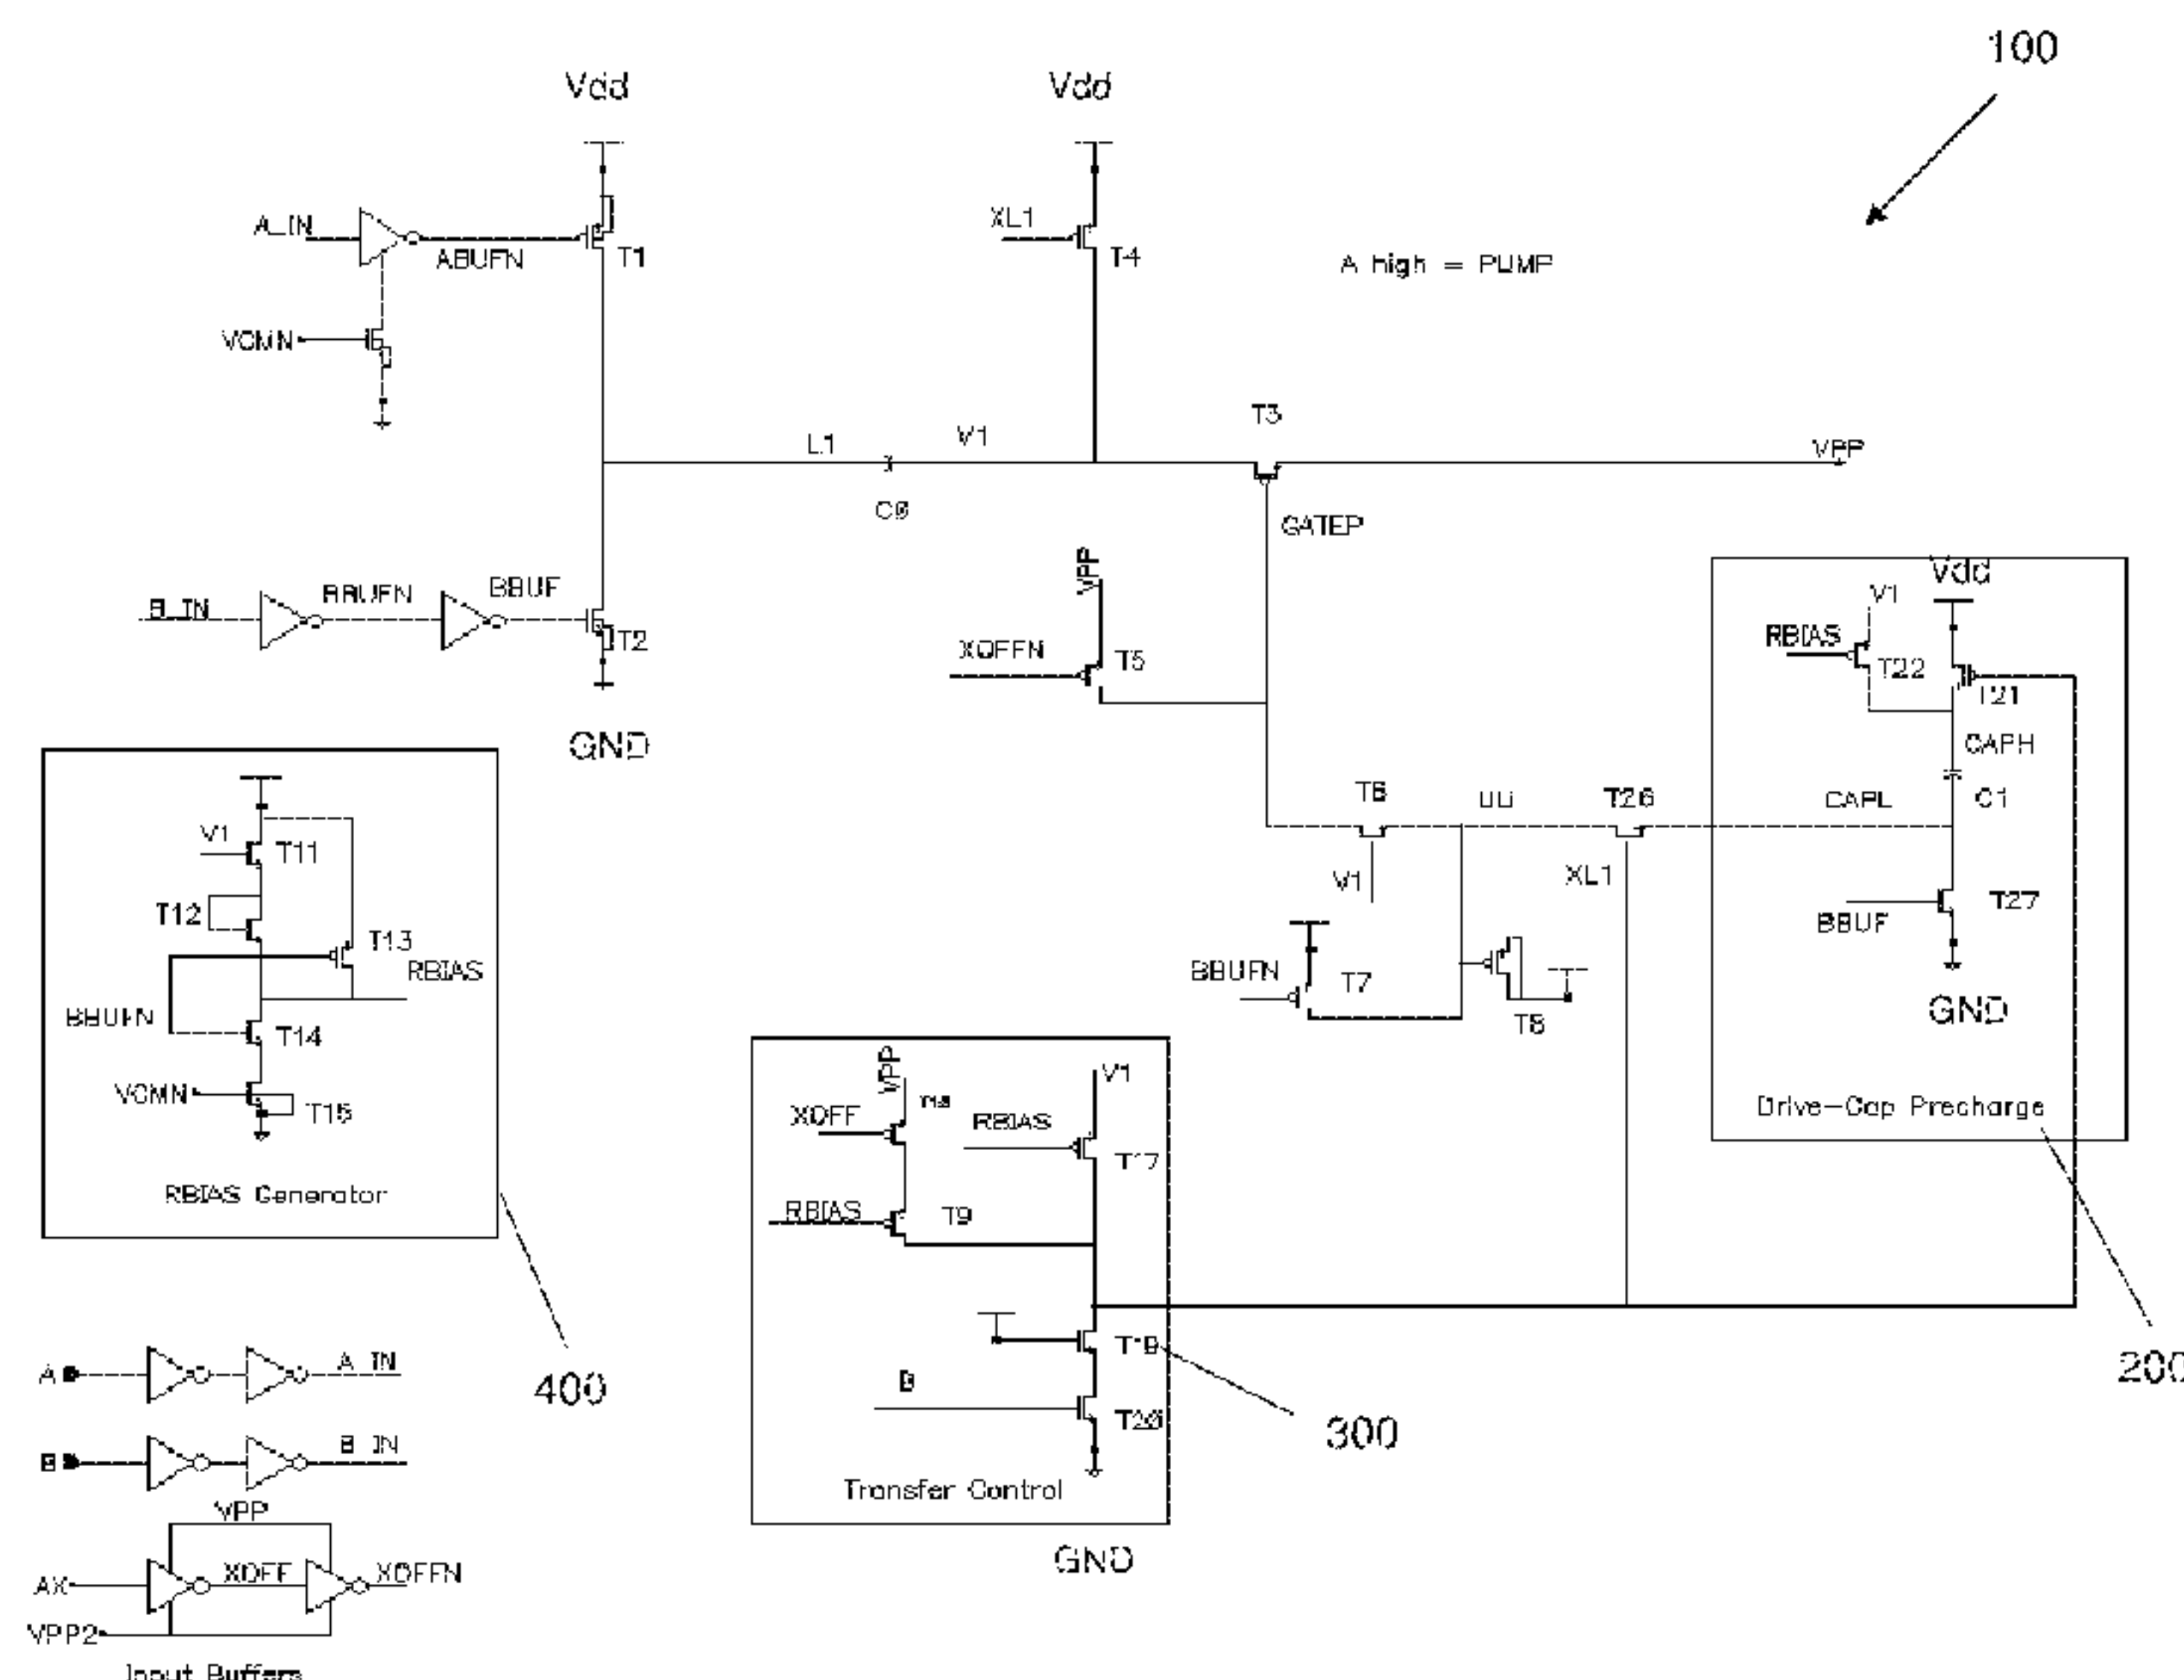 100
Vdd
Vdd
A_IN
ABUFN
T1
XL1
T4
A high = PUMP
VCMN
T3
L1
V1
VPP
C0
GATEP
B_IN
BBUFN
BBUF
T2
VPP
XOFFN
T5
Vdd
V1
RBIAS
T22
T21
GND
CAPH
C1
CAPL
T6
T26
V1
XL1
T27
BBUF
V1
T11
T12
T13
RBIAS
BBUFN
T14
VCMN
T15
RBIAS Generator
BBUFN
T7
T8
GND
Drive-Cap Precharge
VPP
V1
XOFF
RBIAS
T17
RBIAS
T9
T20
Transfer Control
GND
400
300
200
A
A_IN
B
B_IN
VPP
AX
XOFF
XOFFN
VPP2
Input Buffers